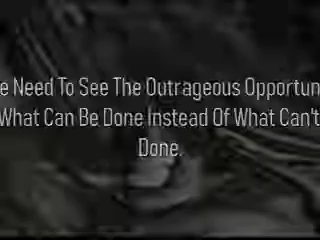 e Need To See The Outrageous Opportun
What Can Be Done Instead Of What Can't
Done.